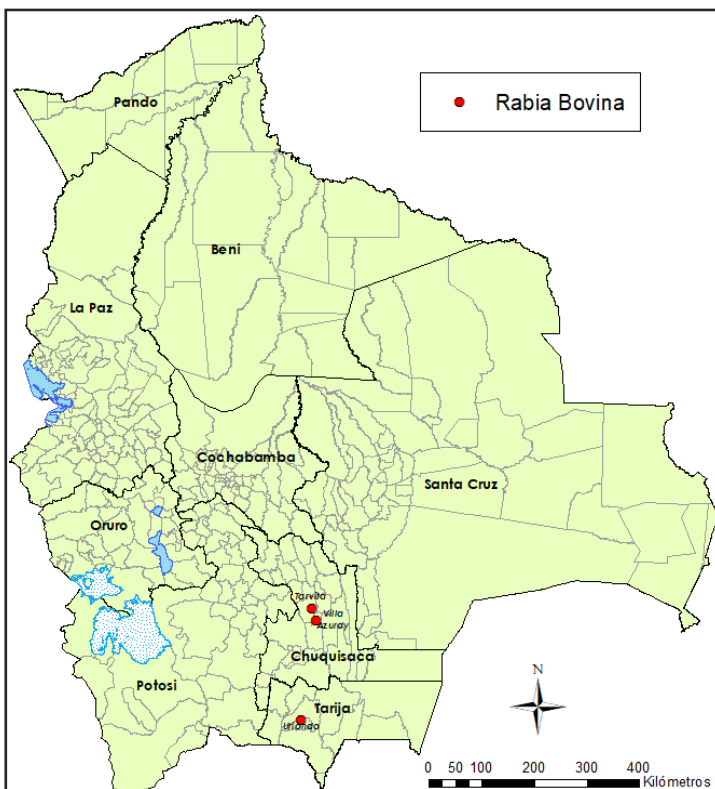 Pando
Rabia Bovina
Beni
La Paz
Cochabamba
Santa Cruz
Oruro
Tarvita
Villa
Azurdy
Chuquisaca
Potosi
Tarija
Uriondo
N
0 50 100 200 300 400
Kilómetros